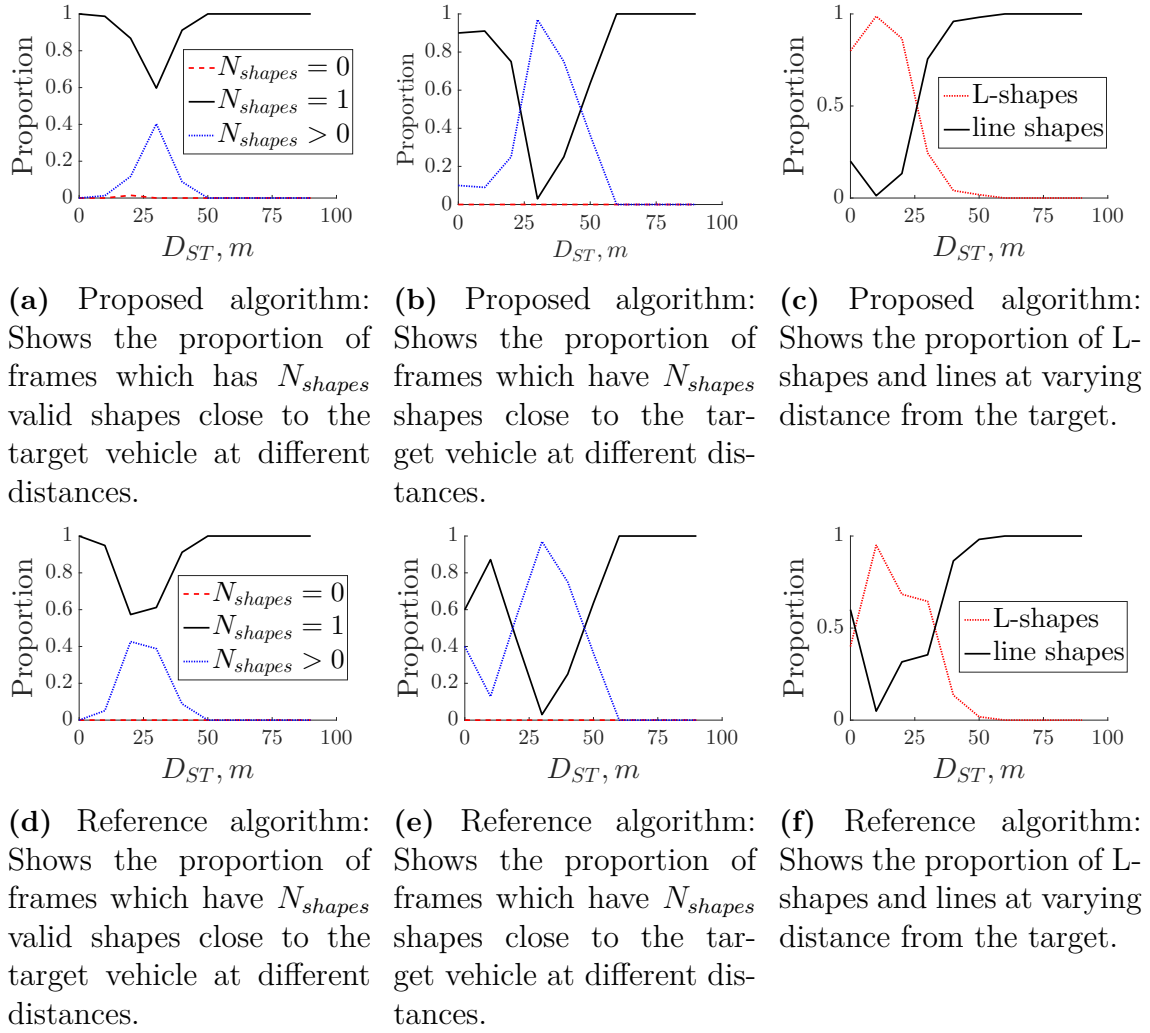 1
0.8
0.6
0.4
0.2
0
Proportion
N_shapes = 0
N_shapes = 1
N_shapes > 0
0 25 50 75 100
D_ST, m
1
0.8
0.6
0.4
0.2
0
Proportion
0 25 50 75 100
D_ST, m
1
0.5
0
Proportion
L-shapes
line shapes
0 25 50 75 100
D_ST, m
(a) Proposed algorithm:
Shows the proportion of
frames which has N_shapes
valid shapes close to the
target vehicle at different
distances.
(b) Proposed algorithm:
Shows the proportion of
frames which have N_shapes
shapes close to the tar-
get vehicle at different dis-
tances.
(c) Proposed algorithm:
Shows the proportion of L-
shapes and lines at varying
distance from the target.
1
0.8
0.6
0.4
0.2
0
Proportion
N_shapes = 0
N_shapes = 1
N_shapes > 0
0 25 50 75 100
D_ST, m
1
0.8
0.6
0.4
0.2
0
Proportion
0 25 50 75 100
D_ST, m
1
0.5
0
Proportion
L-shapes
line shapes
0 25 50 75 100
D_ST, m
(d) Reference algorithm:
Shows the proportion of
frames which have N_shapes
valid shapes close to the
target vehicle at different
distances.
(e) Reference algorithm:
Shows the proportion of
frames which have N_shapes
shapes close to the tar-
get vehicle at different dis-
tances.
(f) Reference algorithm:
Shows the proportion of L-
shapes and lines at varying
distance from the target.